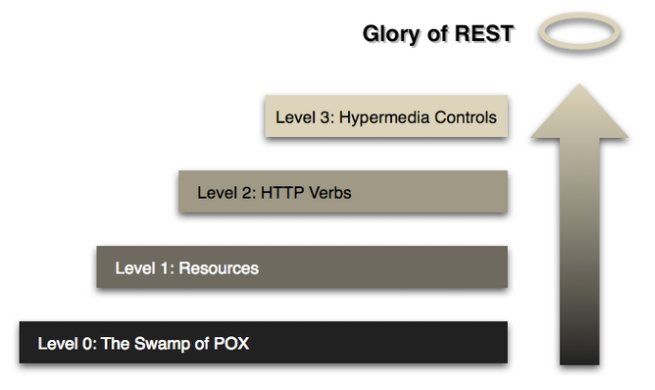 Glory of REST
Level 3: Hypermedia Controls
Level 2: HTTP Verbs
Level 1: Resources
Level 0: The Swamp of POX